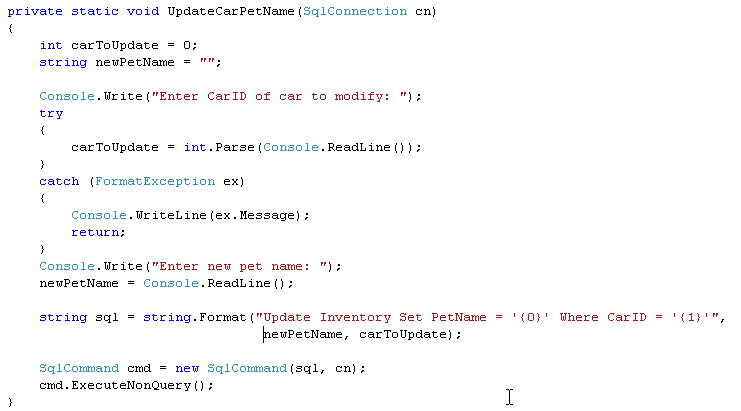 private static void UpdateCarPetName(SqlConnection cn)
{
    int carToUpdate = 0;
    string newPetName = "";

    Console.Write("Enter CarID of car to modify: ");
    try
    {
        carToUpdate = int.Parse(Console.ReadLine());
    }
    catch (FormatException ex)
    {
        Console.WriteLine(ex.Message);
        return;
    }
    Console.Write("Enter new pet name: ");
    newPetName = Console.ReadLine();

    string sql = string.Format("Update Inventory Set PetName = '{0}' Where CarID = '{1}'",
                                newPetName, carToUpdate);

    SqlCommand cmd = new SqlCommand(sql, cn);
    cmd.ExecuteNonQuery();
}